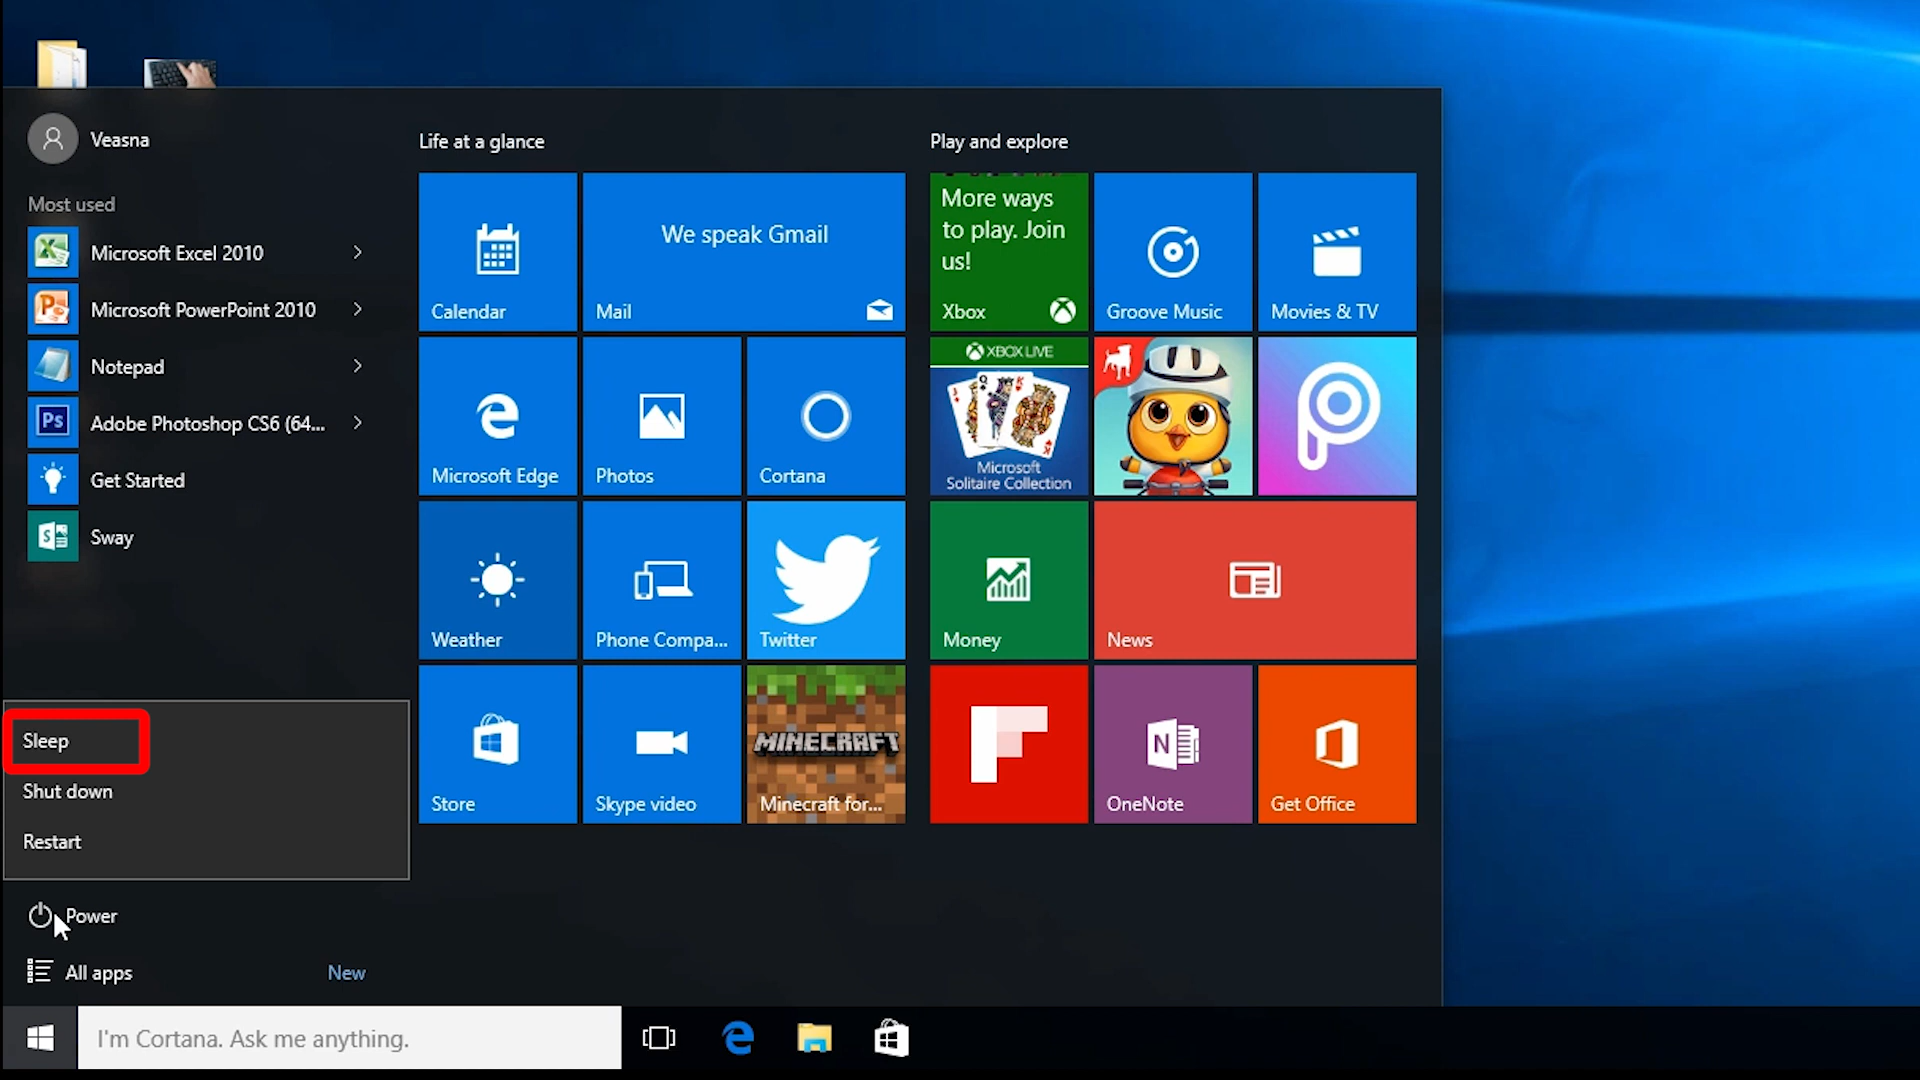 Veasna
Most used
Microsoft Excel 2010
Microsoft PowerPoint 2010
Notepad
Adobe Photoshop CS6 (64...
Get Started
Sway
Sleep
Shut down
Restart
Power
All apps
New
Life at a glance
Calendar
We speak Gmail
Mail
Microsoft Edge
Photos
Cortana
Weather
Phone Compa...
Twitter
Store
Skype video
MINECRAFT
Minecraft for...
Play and explore
More ways
to play. Join
us!
Xbox
Groove Music
Movies & TV
XBOX LIVE
Microsoft
Solitaire Collection
Money
News
OneNote
Get Office
I'm Cortana. Ask me anything.